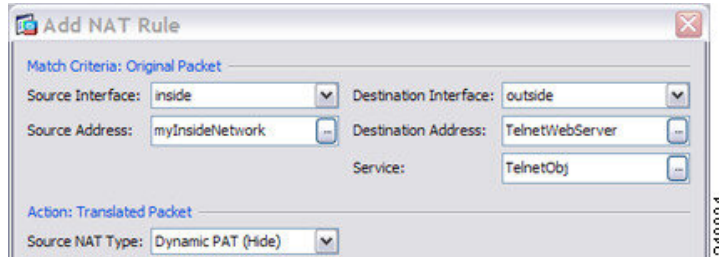 Add NAT Rule
Match Criteria: Original Packet
Source Interface: inside Destination Interface: outside
Source Address: myInsideNetwork ... Destination Address: TelnetWebServer ...
Service: TelnetObj ...
Action: Translated Packet
Source NAT Type: Dynamic PAT (Hide)